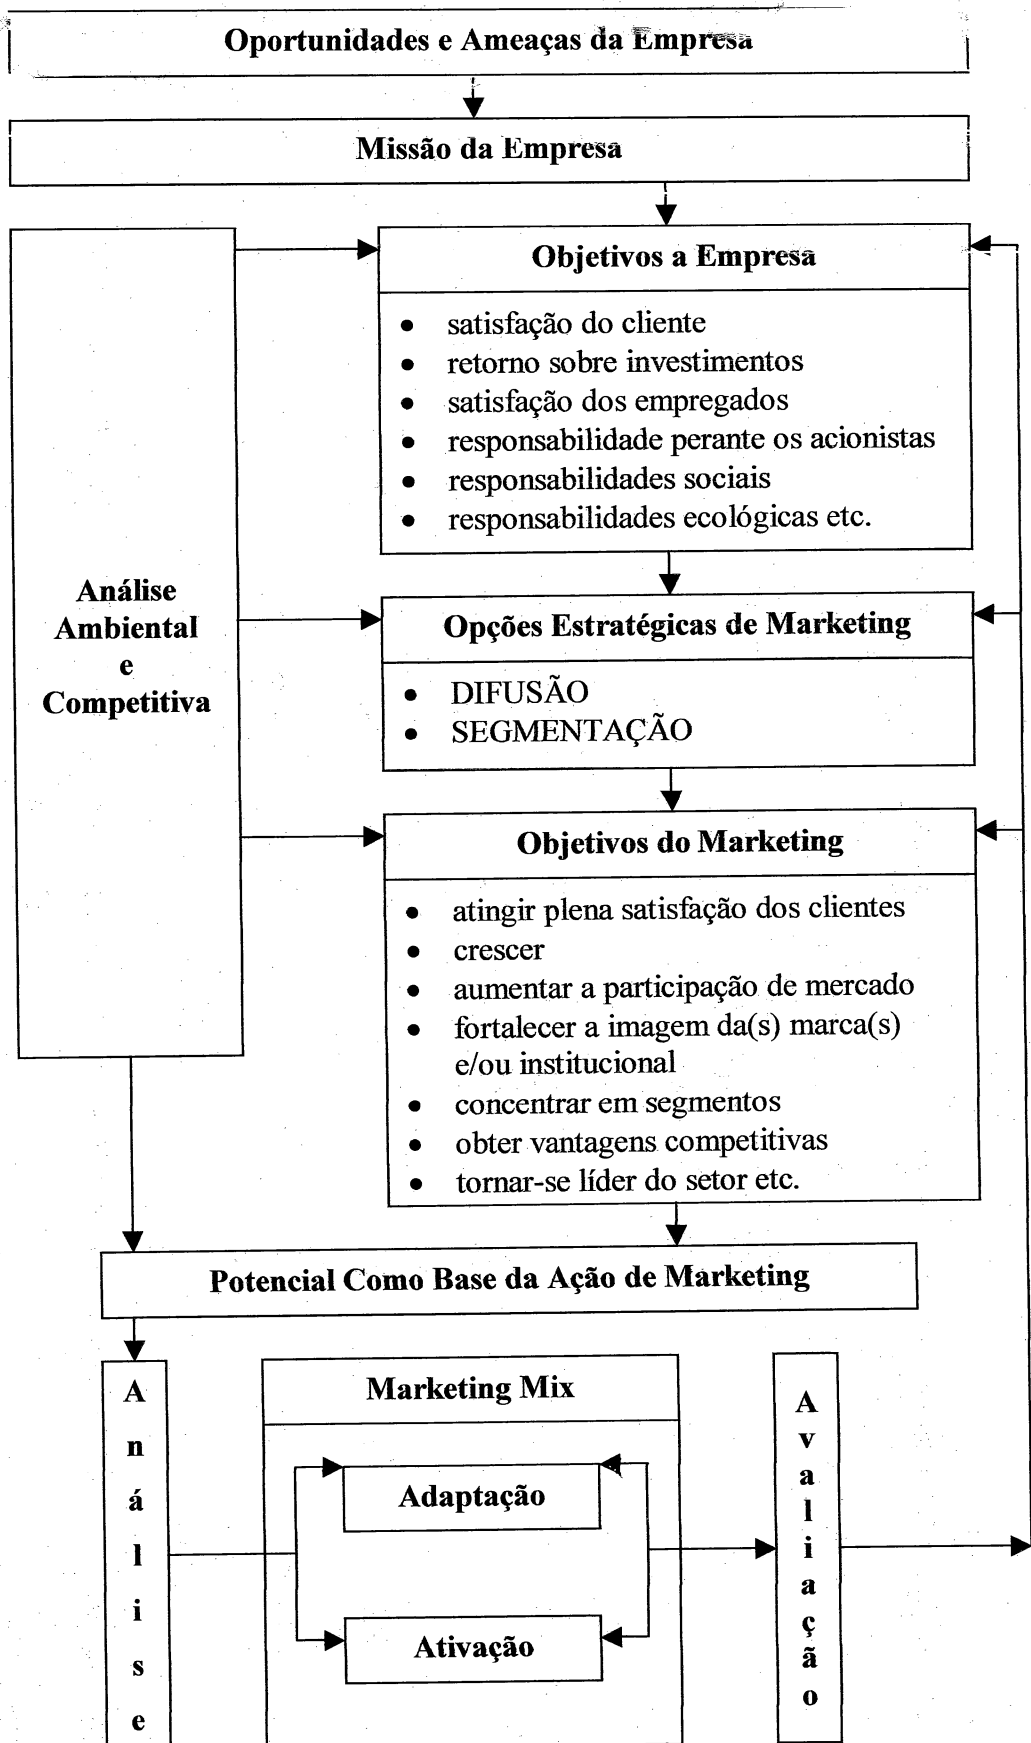 Oportunidades e Ameaças da Empresa
Missão da Empresa
Objetivos a Empresa
• satisfação do cliente
• retorno sobre investimentos
• satisfação dos empregados
• responsabilidade perante os acionistas
• responsabilidades sociais
• responsabilidades ecológicas etc.
Análise
Ambiental
e
Competitiva
Opções Estratégicas de Marketing
• DIFUSÃO
• SEGMENTAÇÃO
Objetivos do Marketing
• atingir plena satisfação dos clientes
• crescer
• aumentar a participação de mercado
• fortalecer a imagem da(s) marca(s)
e/ou institucional
• concentrar em segmentos
• obter vantagens competitivas
• tornar-se líder do setor etc.
Potencial Como Base da Ação de Marketing
A
n
á
l
i
s
e
Marketing Mix
Adaptação
Ativação
A
v
a
l
i
a
ç
ã
o